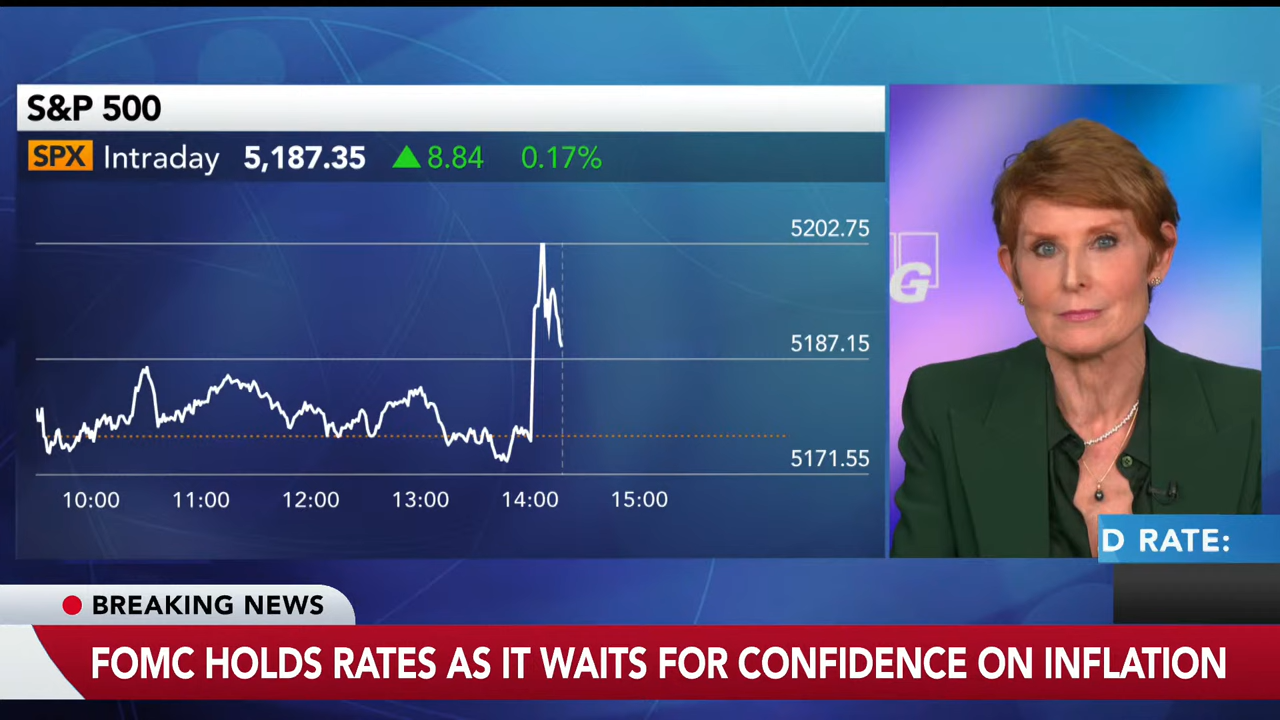 S&P 500
SPX Intraday 5,187.35 ▲8.84 0.17%
5202.75
5187.15
5171.55
10:00 11:00 12:00 13:00 14:00 15:00
G
D RATE:
BREAKING NEWS
FOMC HOLDS RATES AS IT WAITS FOR CONFIDENCE ON INFLATION